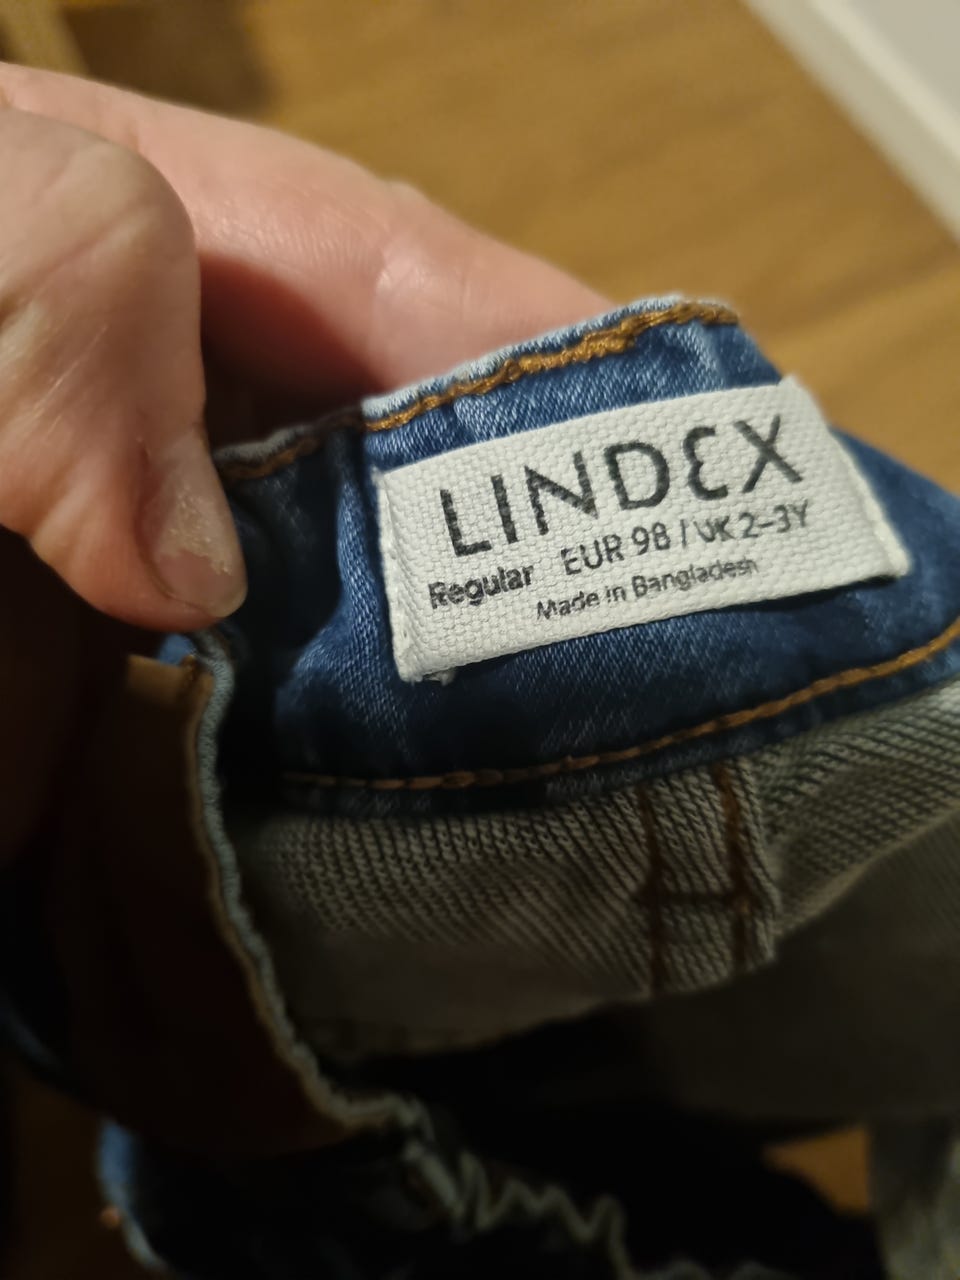 LINDEX
Regular EUR 98 / UK 2–3Y
Made in Bangladesh